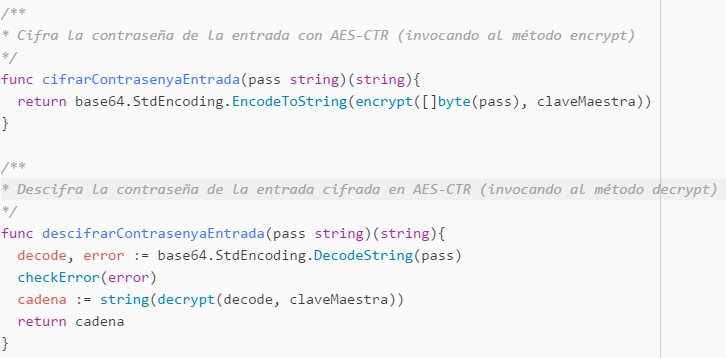 /**
* Cifra la contraseña de la entrada con AES-CTR (invocando al método encrypt)
*/
func cifrarContrasenyaEntrada(pass string)(string){
  return base64.StdEncoding.EncodeToString(encrypt([]byte(pass), claveMaestra))
}

/**
* Descifra la contraseña de la entrada cifrada en AES-CTR (invocando al método decrypt)
*/
func descifrarContrasenyaEntrada(pass string)(string){
  decode, error := base64.StdEncoding.DecodeString(pass)
  checkError(error)
  cadena := string(decrypt(decode, claveMaestra))
  return cadena
}